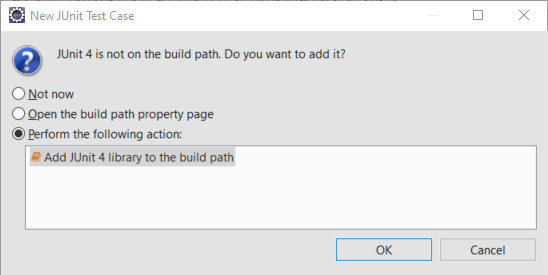 New JUnit Test Case
JUnit 4 is not on the build path. Do you want to add it?
Not now
Open the build path property page
Perform the following action:
Add JUnit 4 library to the build path
OK
Cancel